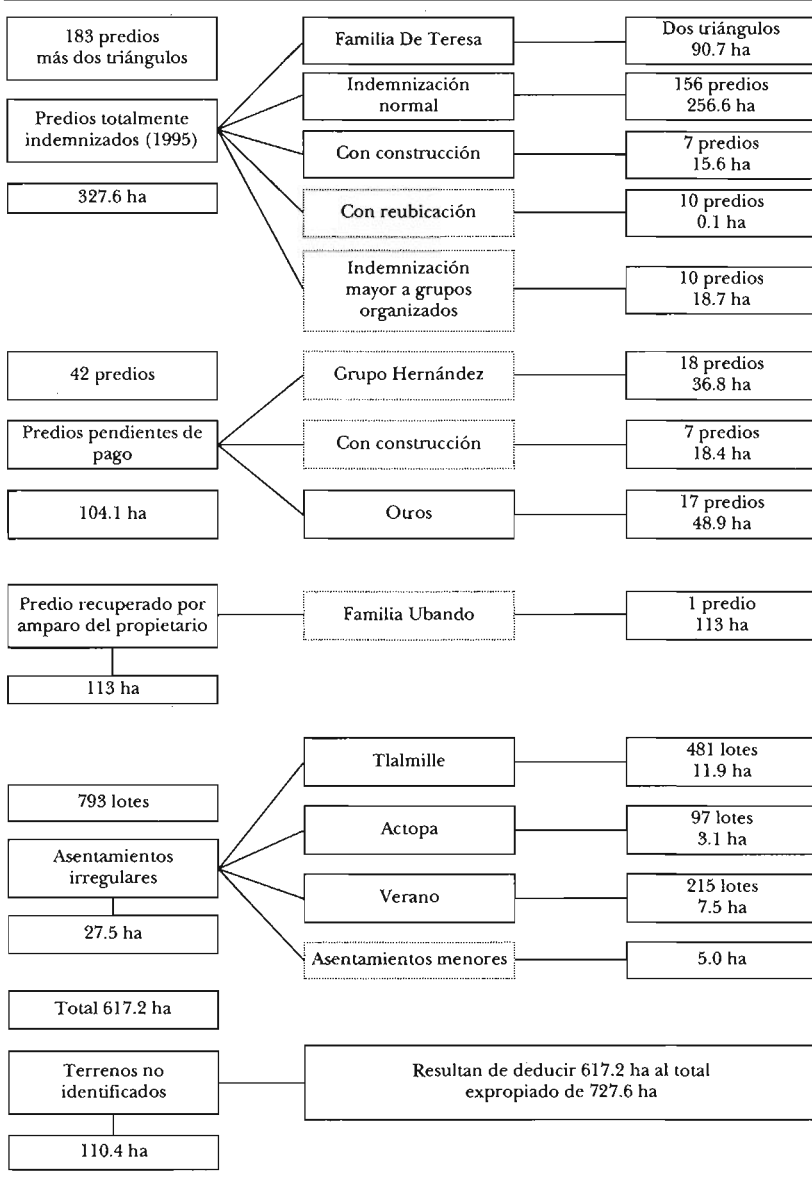 183 predios
más dos triángulos
Predios totalmente
indemnizados (1995)
327.6 ha
Familia De Teresa
Dos triángulos
90.7 ha
Indemnización
normal
156 predios
256.6 ha
Con construcción
7 predios
15.6 ha
Con reubicación
10 predios
0.1 ha
Indemnización
mayor a grupos
organizados
10 predios
18.7 ha
42 predios
Predios pendientes de
pago
104.1 ha
Grupo Hernández
18 predios
36.8 ha
Con construcción
7 predios
18.4 ha
Otros
17 predios
48.9 ha
Predio recuperado por
amparo del propietario
113 ha
Familia Ubando
1 predio
113 ha
793 lotes
Asentamientos
irregulares
27.5 ha
Tlalmille
481 lotes
11.9 ha
Actopa
97 lotes
3.1 ha
Verano
215 lotes
7.5 ha
Asentamientos menores
5.0 ha
Total 617.2 ha
Terrenos no
identificados
110.4 ha
Resultan de deducir 617.2 ha al total
expropiado de 727.6 ha